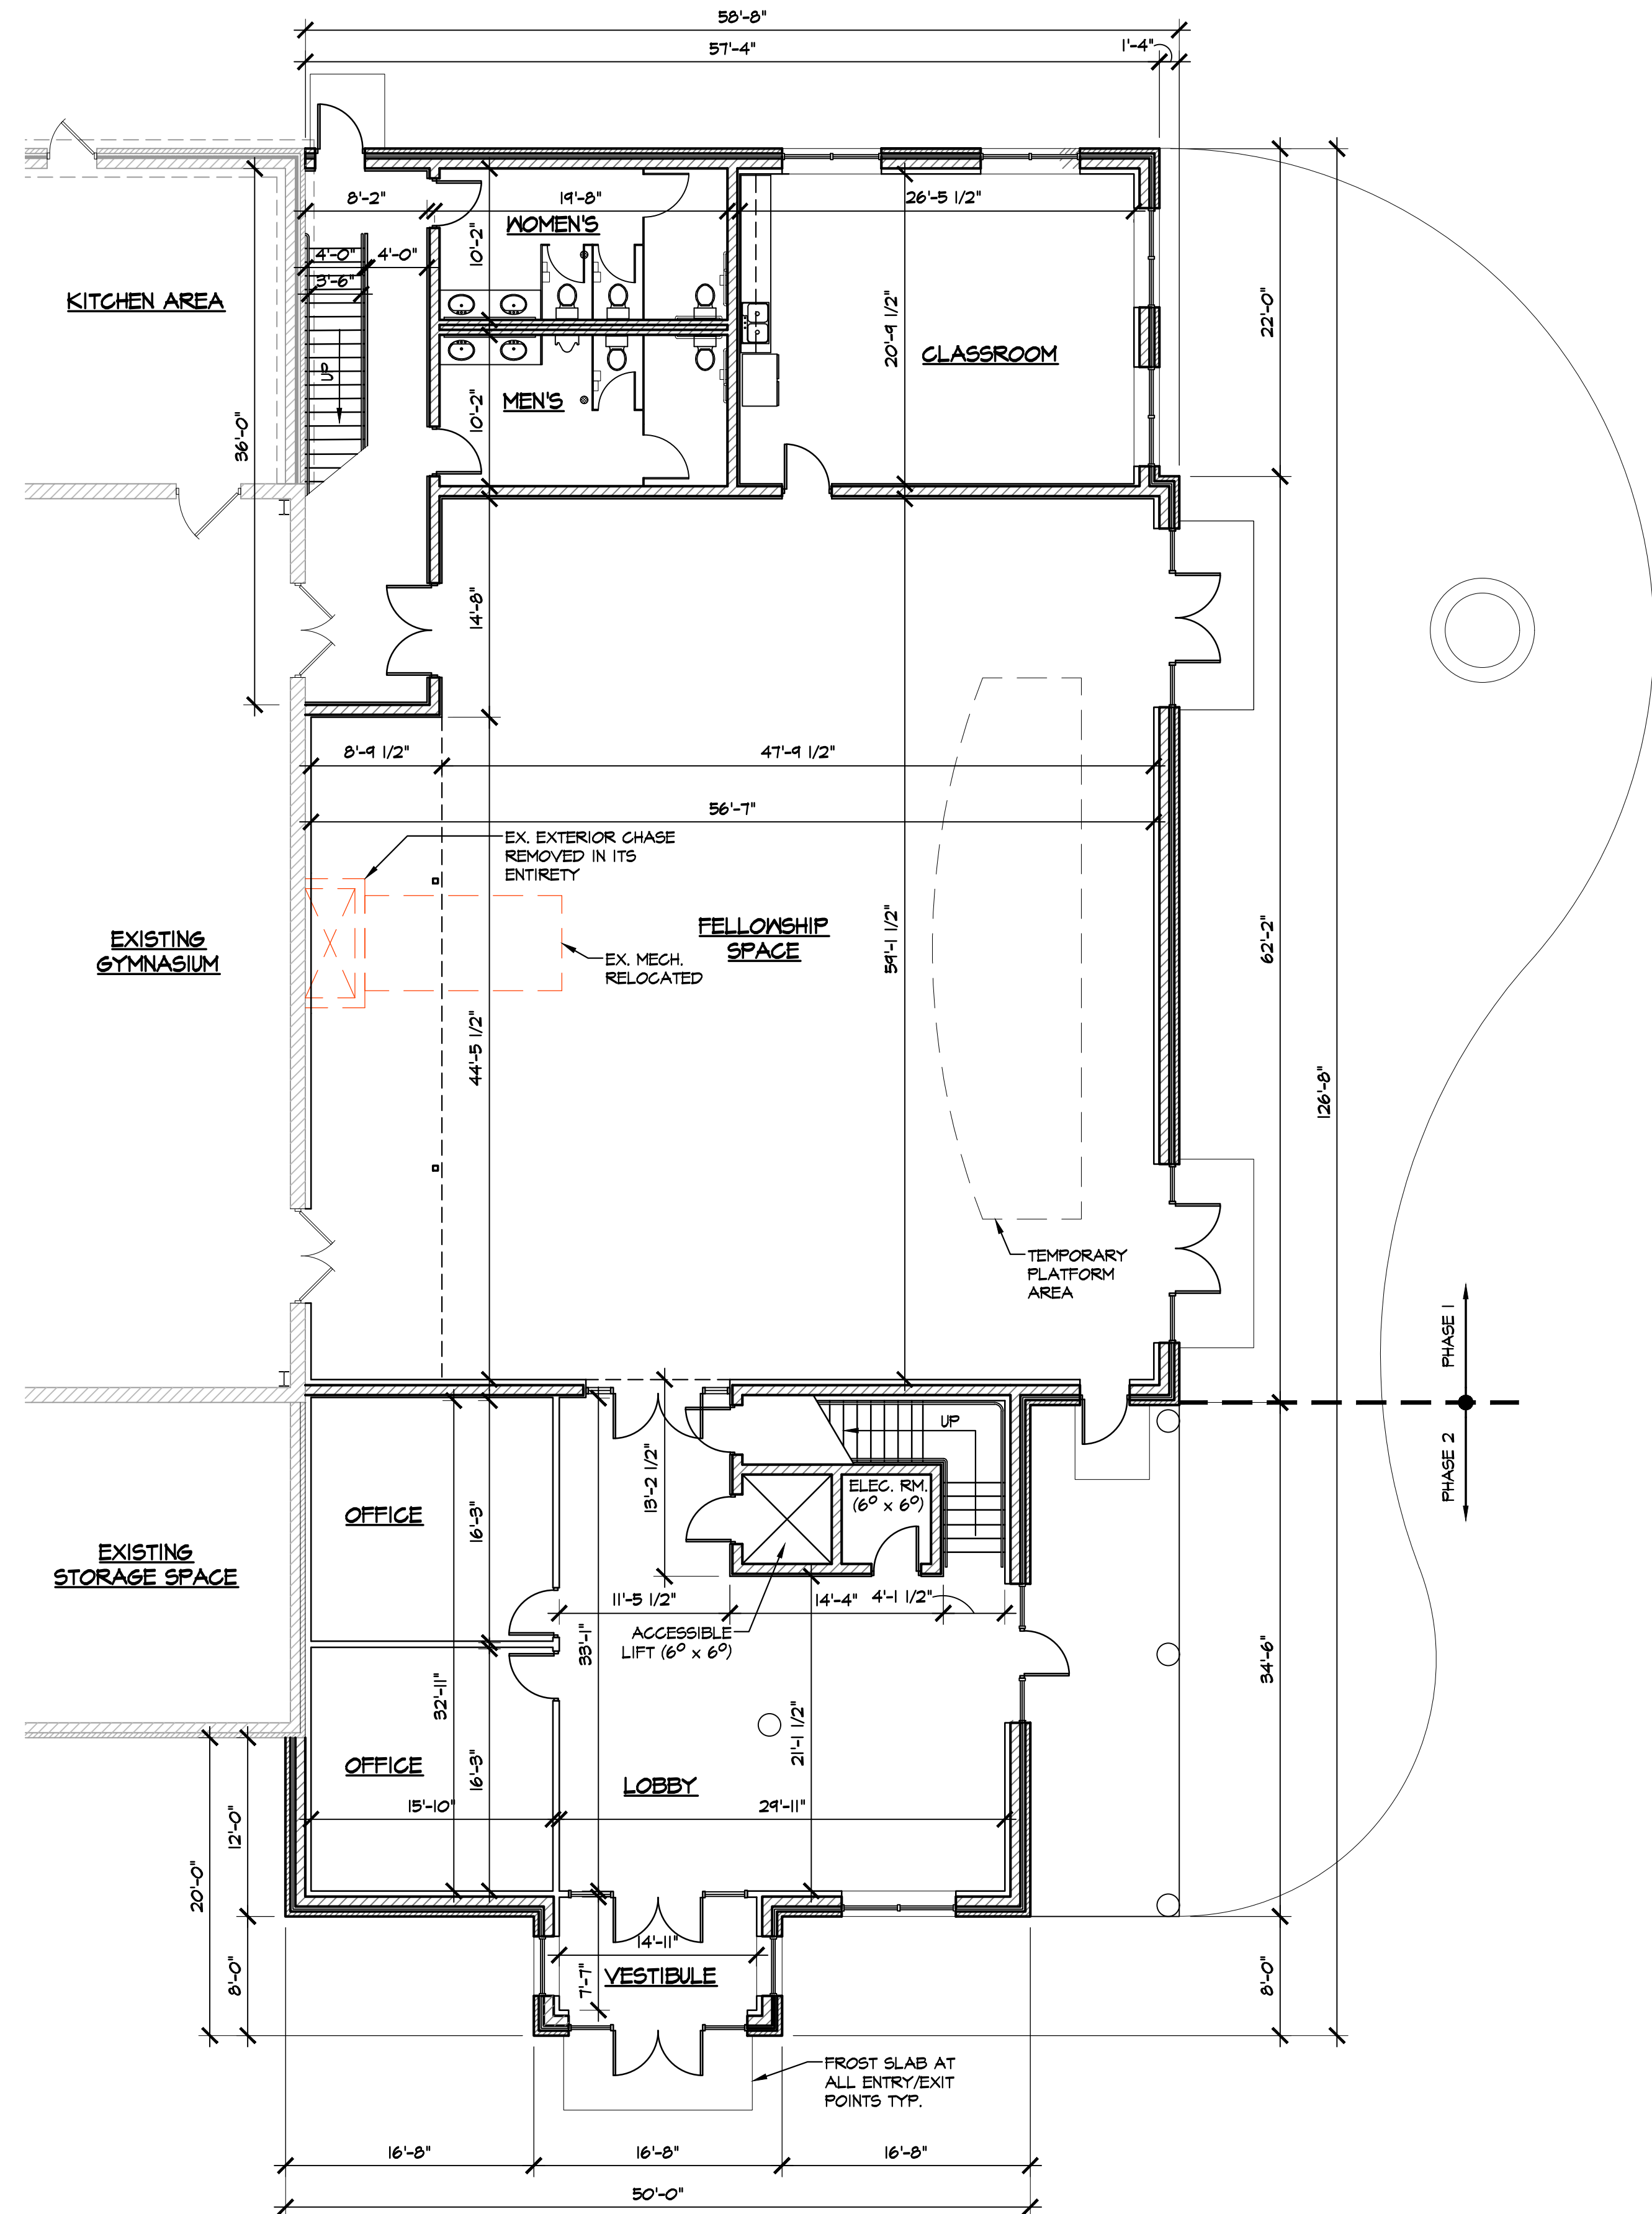 58'-8"
57'-4"
1'-4"
8'-2"
19'-8"
26'-5 1/2"
WOMEN'S
10'-2"
4'-0"
4'-0"
3'-6"
KITCHEN AREA
22'-0"
20'-9 1/2"
CLASSROOM
UP
MEN'S
10'-2"
36'-0"
14'-8"
8'-9 1/2"
47'-9 1/2"
56'-7"
EX. EXTERIOR CHASE
REMOVED IN ITS
ENTIRETY
FELLOWSHIP
SPACE
59'-1 1/2"
62'-2"
EXISTING
GYMNASIUM
EX. MECH.
RELOCATED
44'-5 1/2"
126'-8"
TEMPORARY
PLATFORM
AREA
PHASE 1
PHASE 2
UP
13'-2 1/2"
ELEC. RM.
(6⁰ x 6⁰)
OFFICE
16'-3"
EXISTING
STORAGE SPACE
11'-5 1/2"
14'-4"
4'-1 1/2"
ACCESSIBLE
LIFT (6⁰ x 6⁰)
33'-1"
32'-11"
34'-6"
21'-1 1/2"
OFFICE
16'-3"
LOBBY
15'-10"
29'-11"
12'-0"
20'-0"
14'-11"
VESTIBULE
7'-7"
8'-0"
8'-0"
FROST SLAB AT
ALL ENTRY/EXIT
POINTS TYP.
16'-8"
16'-8"
16'-8"
50'-0"